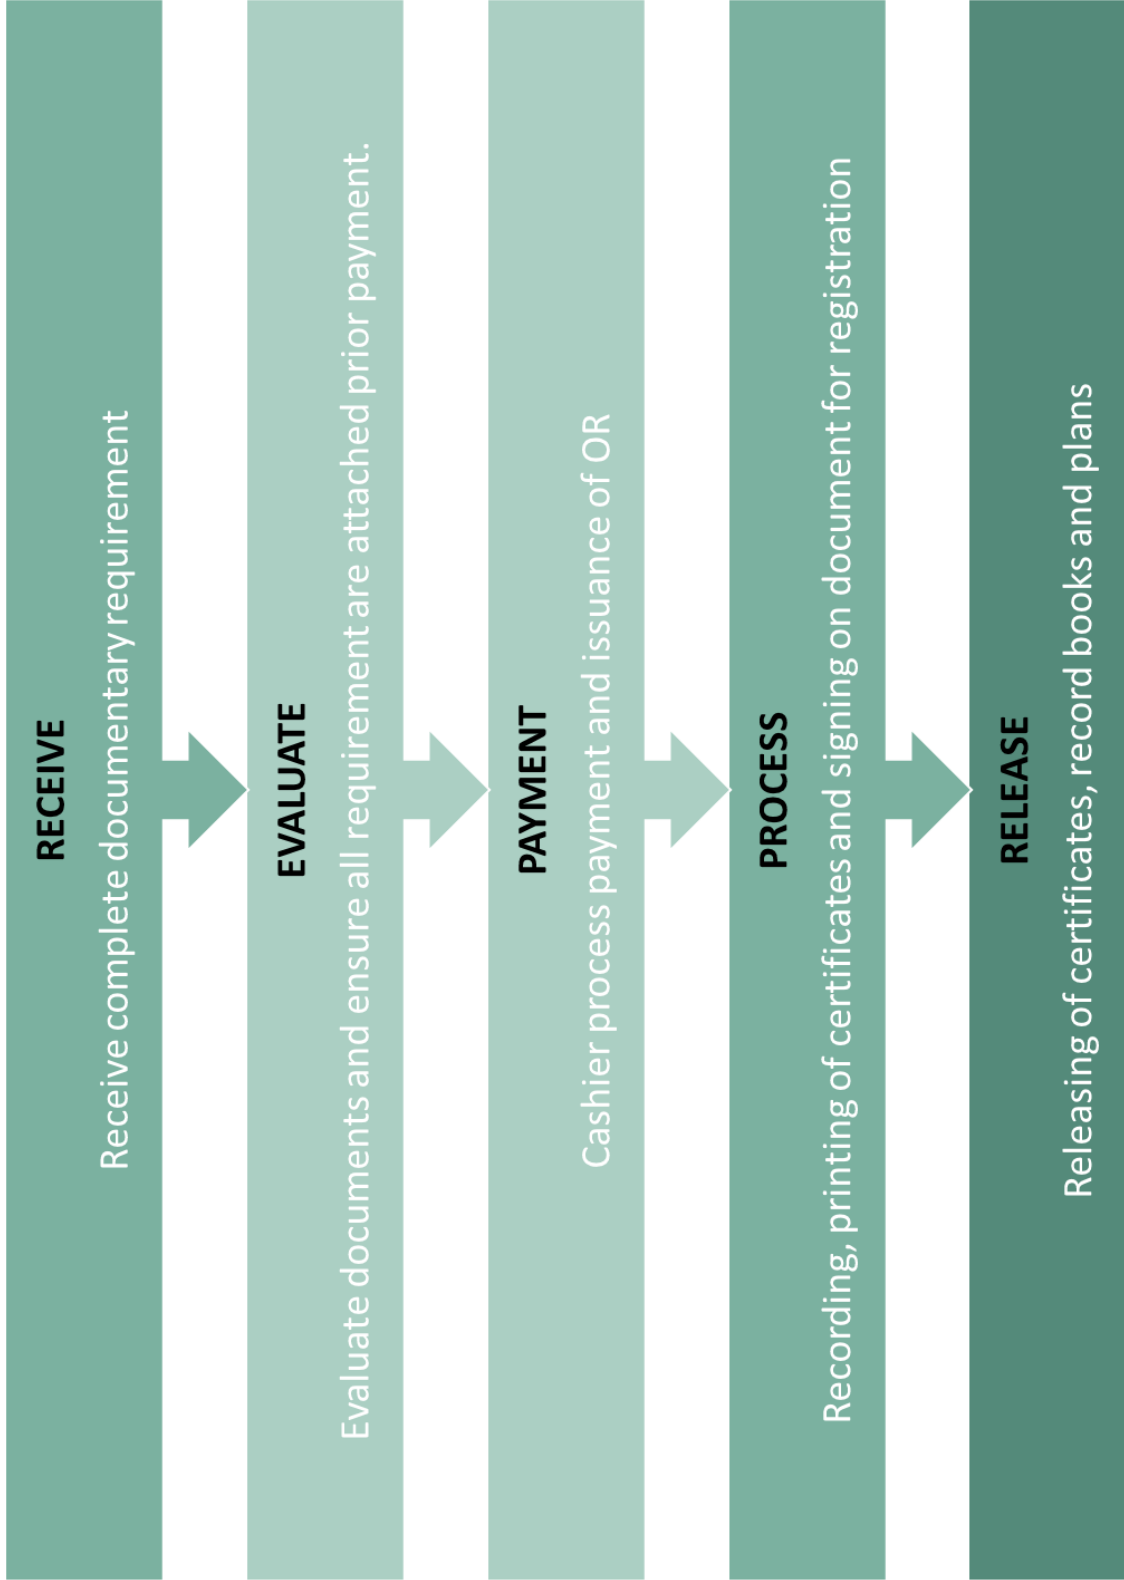 RECEIVE
Receive complete documentary requirement
EVALUATE
Evaluate documents and ensure all requirement are attached prior payment.
PAYMENT
Cashier process payment and issuance of OR
PROCESS
Recording, printing of certificates and signing on document for registration
RELEASE
Releasing of certificates, record books and plans